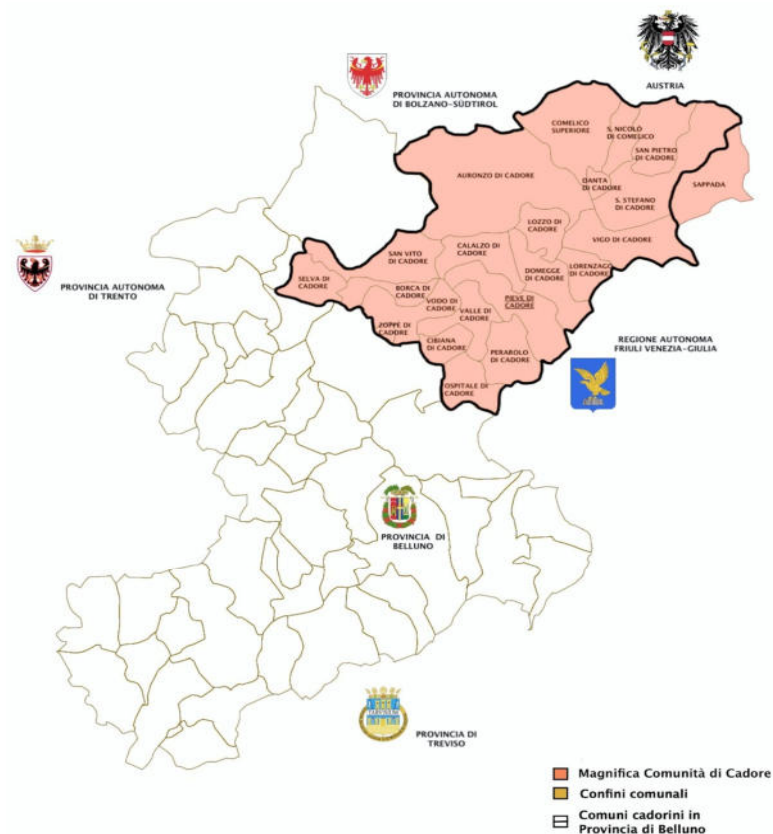 AUSTRIA
PROVINCIA AUTONOMA
DI BOLZANO-SÜDTIROL
COMELICO
SUPERIORE
S. NICOLÒ
DI COMELICO
SAN PIETRO
DI CADORE
AURONZO DI CADORE
DANTA
DI CADORE
SAPPADA
S. STEFANO
DI CADORE
LOZZO DI
CADORE
VIGO DI CADORE
SAN VITO
DI CADORE
CALALZO DI
CADORE
DOMEGGE
DI CADORE
LORENZAGO
DI CADORE
SELVA DI
CADORE
BORCA DI
CADORE
VODO DI
CADORE
VALLE DI
CADORE
PIEVE DI
CADORE
ZOPPÈ DI
CADORE
CIBIANA
DI CADORE
PERAROLO
DI CADORE
OSPITALE DI
CADORE
PROVINCIA AUTONOMA
DI TRENTO
REGIONE AUTONOMA
FRIULI VENEZIA-GIULIA
PROVINCIA DI
BELLUNO
PROVINCIA DI
TREVISO
Magnifica Comunità di Cadore
Confini comunali
Comuni cadorini in
Provincia di Belluno